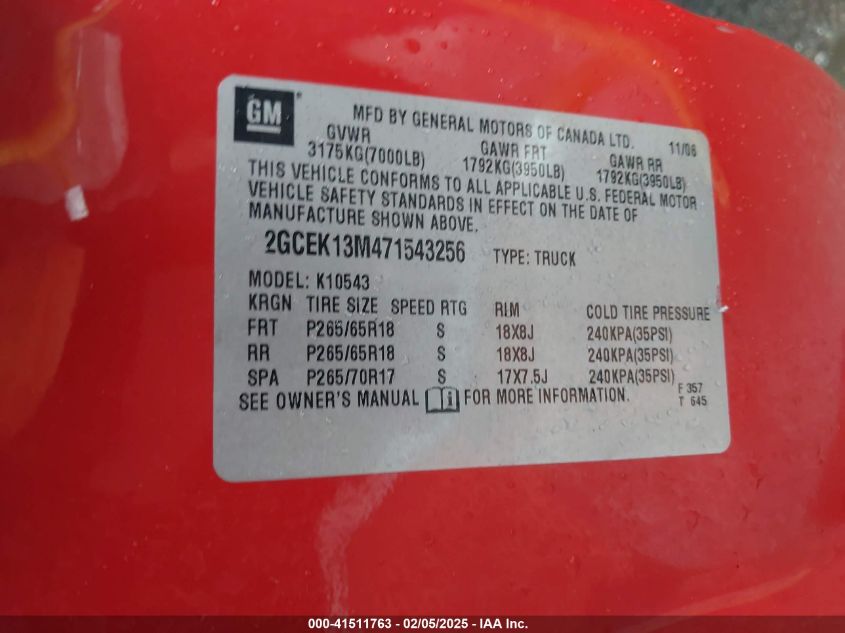 GM
MFD BY GENERAL MOTORS OF CANADA LTD. 11/06
GVWR GAWR FRT GAWR RR
3175KG(7000LB) 1792KG(3950LB) 1792KG(3950LB)
THIS VEHICLE CONFORMS TO ALL APPLICABLE U.S. FEDERAL MOTOR
VEHICLE SAFETY STANDARDS IN EFFECT ON THE DATE OF
MANUFACTURE SHOWN ABOVE.
2GCEK13M471543256 TYPE: TRUCK
MODEL: K10543
KRGN TIRE SIZE SPEED RTG RIM COLD TIRE PRESSURE
FRT P265/65R18 S 18X8J 240KPA(35PSI)
RR P265/65R18 S 18X8J 240KPA(35PSI)
SPA P265/70R17 S 17X7.5J 240KPA(35PSI)
SEE OWNER'S MANUAL i FOR MORE INFORMATION. F 357
T 645
000-41511763 - 02/05/2025 - IAA Inc.